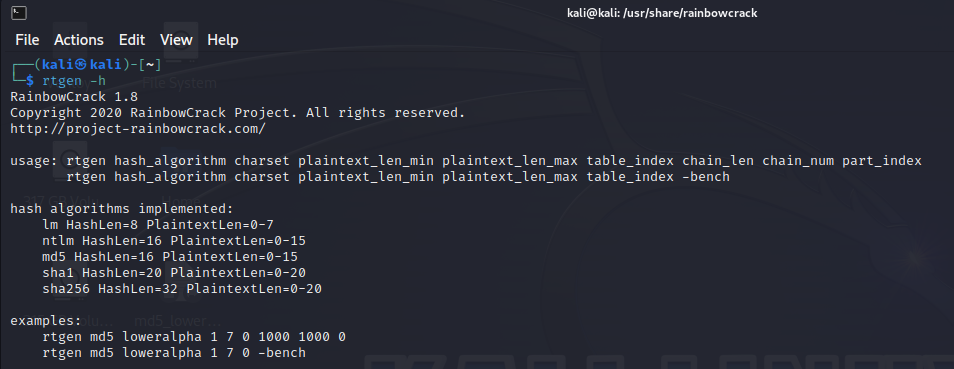 kali@kali: /usr/share/rainbowcrack
File Actions Edit View Help
┌──(kali㉿kali)-[~]
└─$ rtgen -h
RainbowCrack 1.8
Copyright 2020 RainbowCrack Project. All rights reserved.
http://project-rainbowcrack.com/
usage: rtgen hash_algorithm charset plaintext_len_min plaintext_len_max table_index chain_len chain_num part_index
rtgen hash_algorithm charset plaintext_len_min plaintext_len_max table_index -bench
hash algorithms implemented:
lm HashLen=8 PlaintextLen=0-7
ntlm HashLen=16 PlaintextLen=0-15
md5 HashLen=16 PlaintextLen=0-15
sha1 HashLen=20 PlaintextLen=0-20
sha256 HashLen=32 PlaintextLen=0-20
examples:
rtgen md5 loweralpha 1 7 0 1000 1000 0
rtgen md5 loweralpha 1 7 0 -bench
File System
md5_lower...